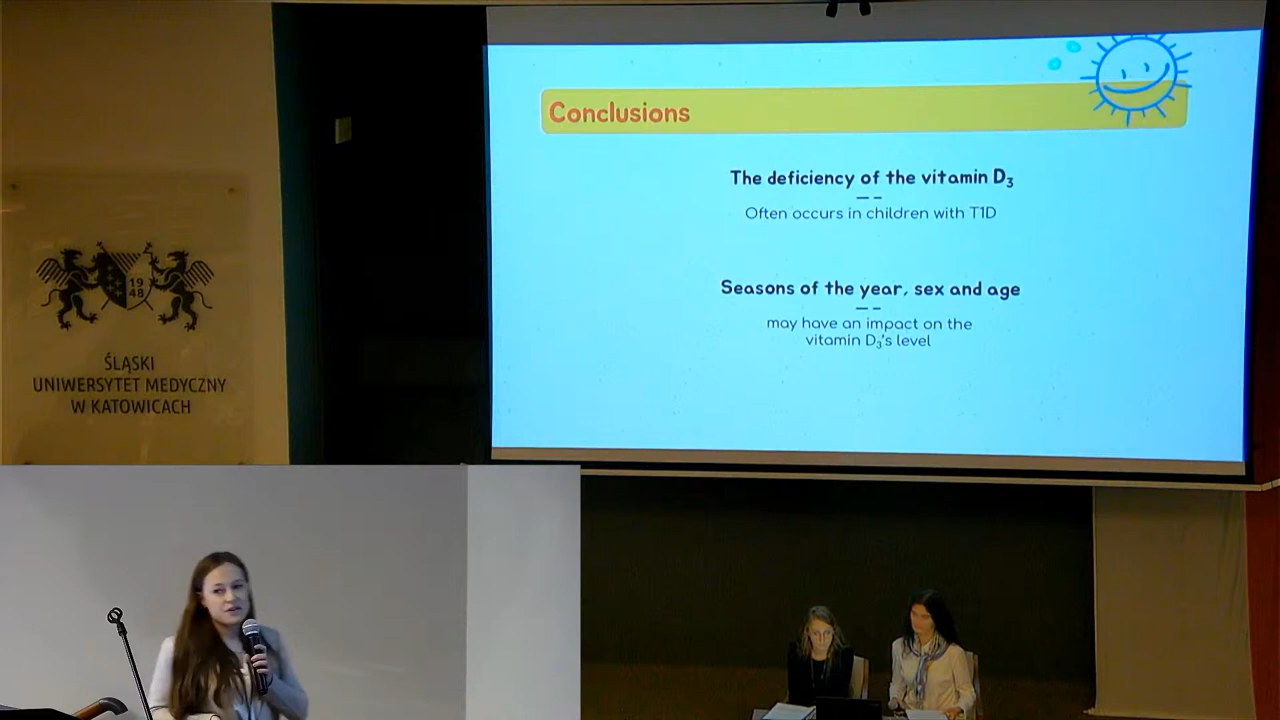 Conclusions
The deficiency of the vitamin D₃
Often occurs in children with T1D
Seasons of the year, sex and age
may have an impact on the
vitamin D₃'s level
19
48
ŚLĄSKI
UNIWERSYTET MEDYCZNY
W KATOWICACH